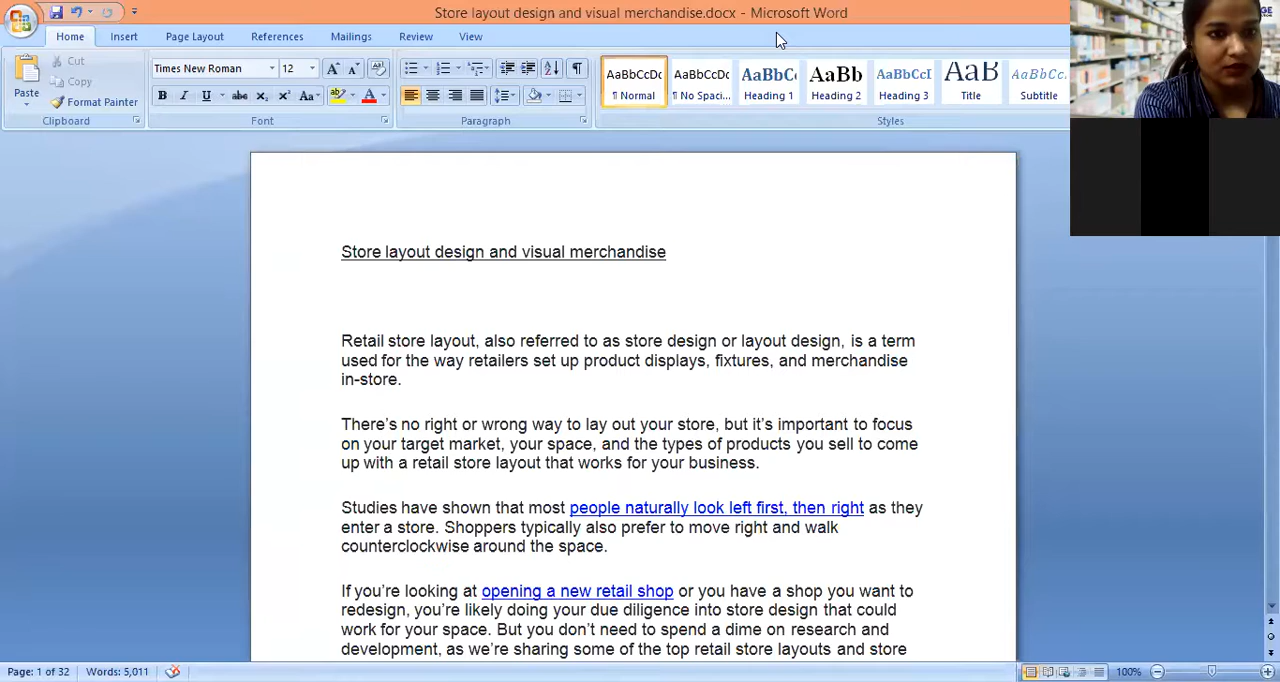 Store layout design and visual merchandise.docx - Microsoft Word
Home Insert Page Layout References Mailings Review View
Paste
Cut
Copy
Format Painter
Clipboard
Times New Roman 12
Font
Paragraph
AaBbCcDc AaBbCcDc AaBbC AaBb AaBbCcI AaB AaBbCcI
¶ Normal ¶ No Spaci... Heading 1 Heading 2 Heading 3 Title Subtitle
Styles
Store layout design and visual merchandise
Retail store layout, also referred to as store design or layout design, is a term
used for the way retailers set up product displays, fixtures, and merchandise
in-store.
There’s no right or wrong way to lay out your store, but it’s important to focus
on your target market, your space, and the types of products you sell to come
up with a retail store layout that works for your business.
Studies have shown that most people naturally look left first, then right as they
enter a store. Shoppers typically also prefer to move right and walk
counterclockwise around the space.
If you’re looking at opening a new retail shop or you have a shop you want to
redesign, you’re likely doing your due diligence into store design that could
work for your space. But you don’t need to spend a dime on research and
development, as we’re sharing some of the top retail store layouts and store
Page: 1 of 32 Words: 5,011 100%